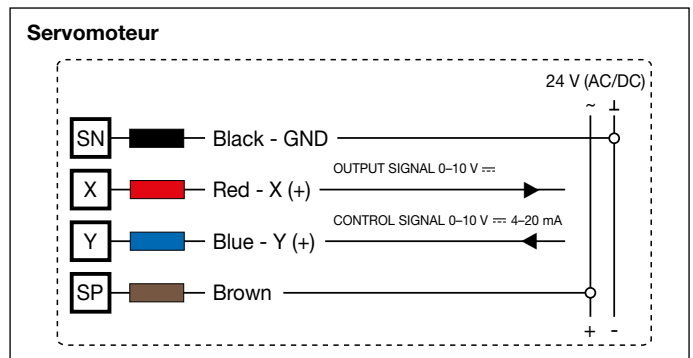 Servomoteur
24 V (AC/DC)
~ ⊥
SN Black - GND
OUTPUT SIGNAL 0–10 V ⎓
X Red - X (+)
CONTROL SIGNAL 0–10 V ⎓ 4–20 mA
Y Blue - Y (+)
SP Brown
+ -